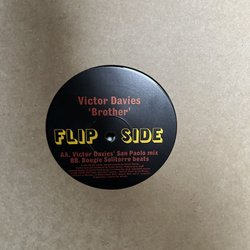 Victor Davies
'Brother'
FLIP SIDE
AA. Victor Davies' San Paolo mix
BB. Boogie Solitorre beats